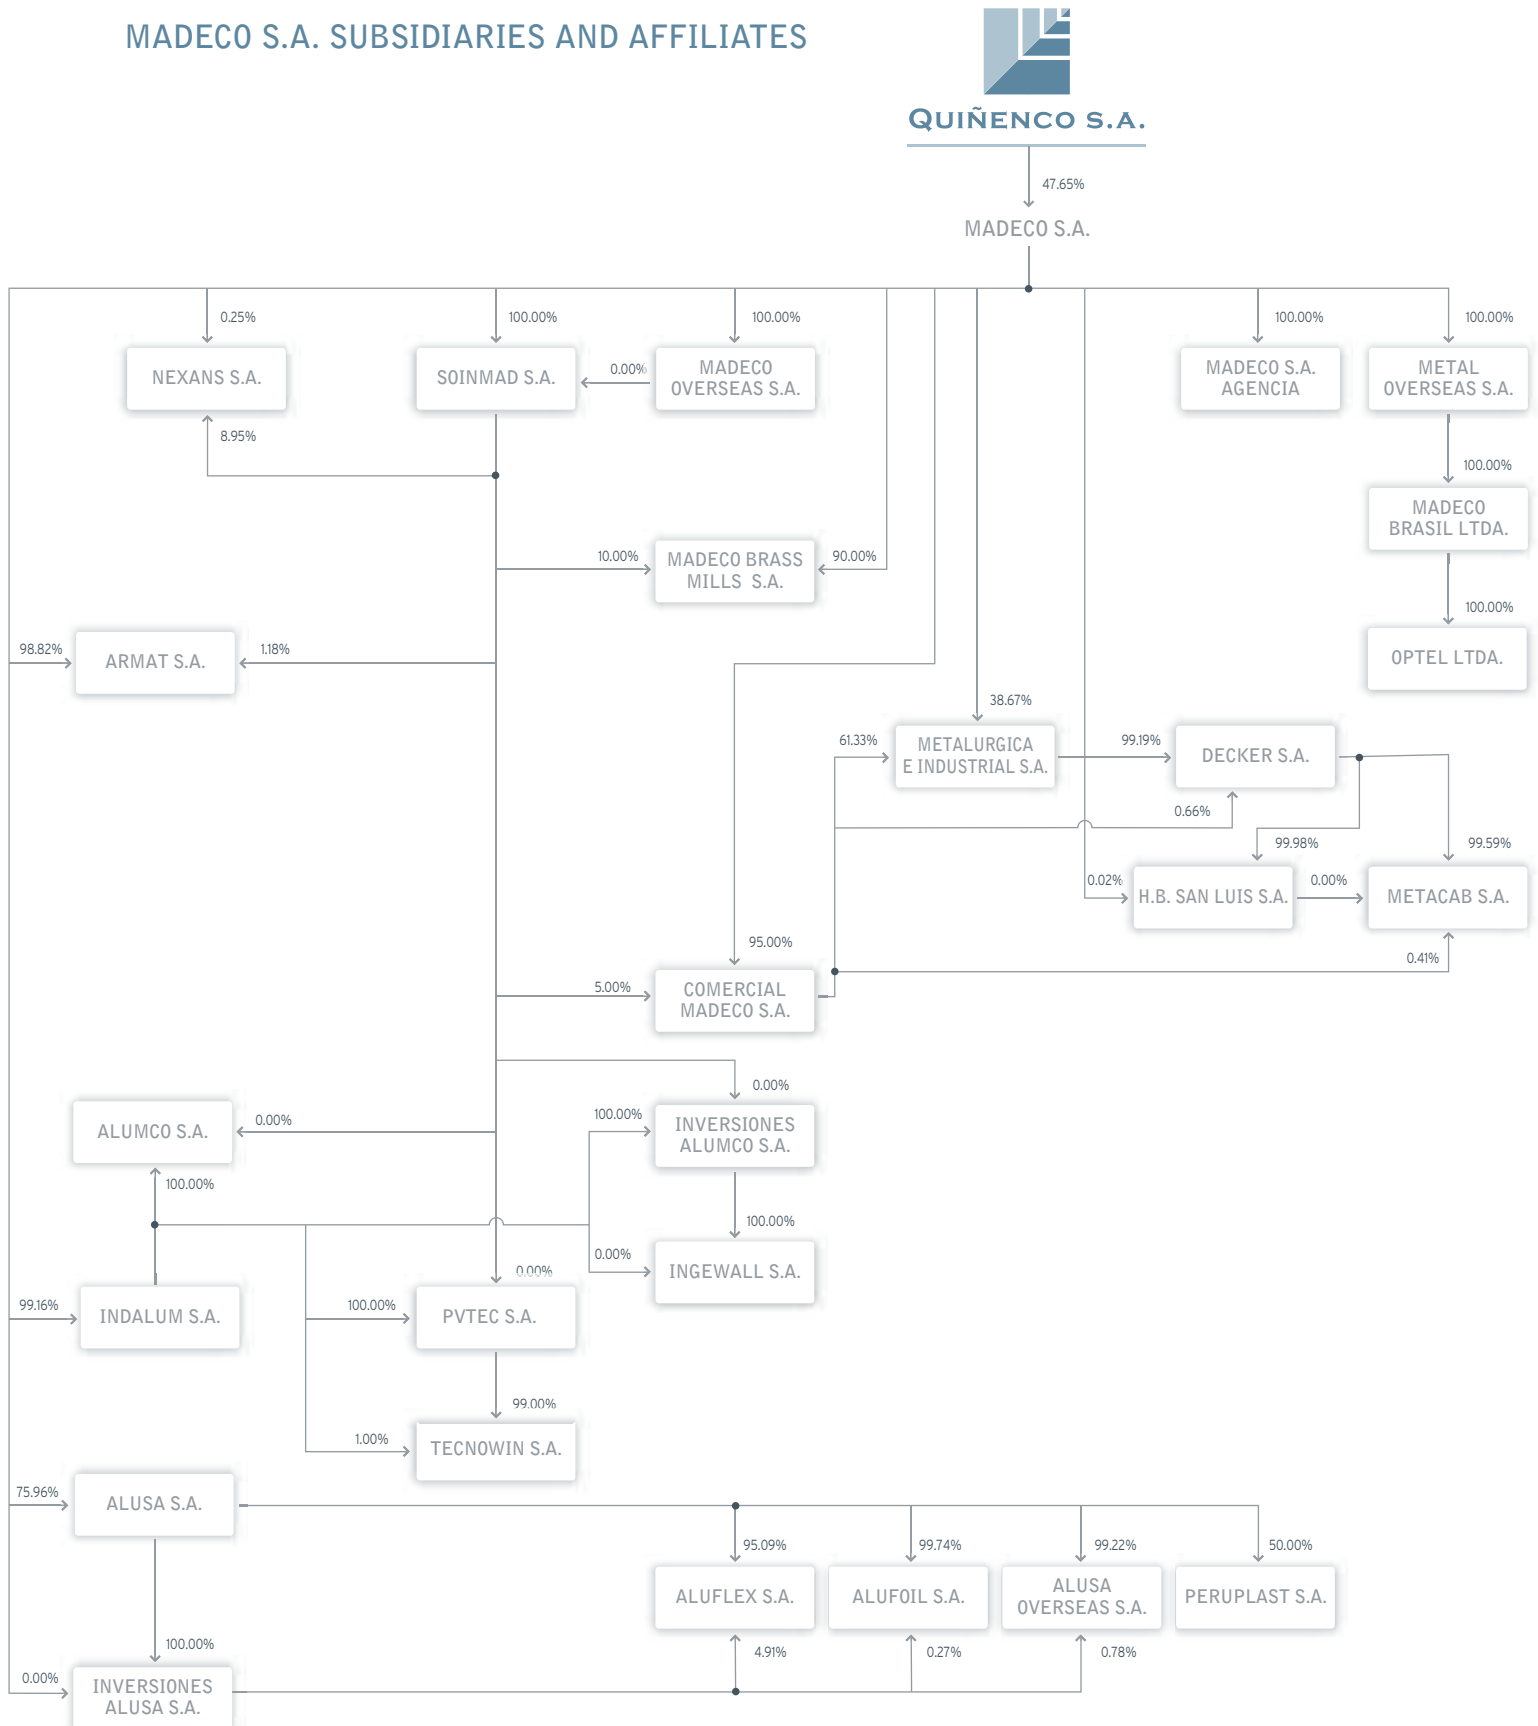 MADECO S.A. SUBSIDIARIES AND AFFILIATES
QUIÑENCO S.A.
47.65%
MADECO S.A.
0.25%
100.00%
100.00%
100.00%
100.00%
NEXANS S.A.
SOINMAD S.A.
0.00%
MADECO
OVERSEAS S.A.
MADECO S.A.
AGENCIA
METAL
OVERSEAS S.A.
8.95%
100.00%
MADECO
BRASIL LTDA.
10.00%
MADECO BRASS
MILLS S.A.
90.00%
100.00%
98.82%
ARMAT S.A.
1.18%
OPTEL LTDA.
38.67%
61.33%
METALURGICA
E INDUSTRIAL S.A.
99.19%
DECKER S.A.
0.66%
99.98%
99.59%
0.02%
H.B. SAN LUIS S.A.
0.00%
METACAB S.A.
95.00%
0.41%
5.00%
COMERCIAL
MADECO S.A.
0.00%
ALUMCO S.A.
0.00%
100.00%
INVERSIONES
ALUMCO S.A.
100.00%
100.00%
0.00%
INGEWALL S.A.
0.00%
99.16%
INDALUM S.A.
100.00%
PVTEC S.A.
99.00%
1.00%
TECNOWIN S.A.
75.96%
ALUSA S.A.
95.09%
99.74%
99.22%
50.00%
ALUFLEX S.A.
ALUFOIL S.A.
ALUSA
OVERSEAS S.A.
PERUPLAST S.A.
100.00%
4.91%
0.27%
0.78%
0.00%
INVERSIONES
ALUSA S.A.